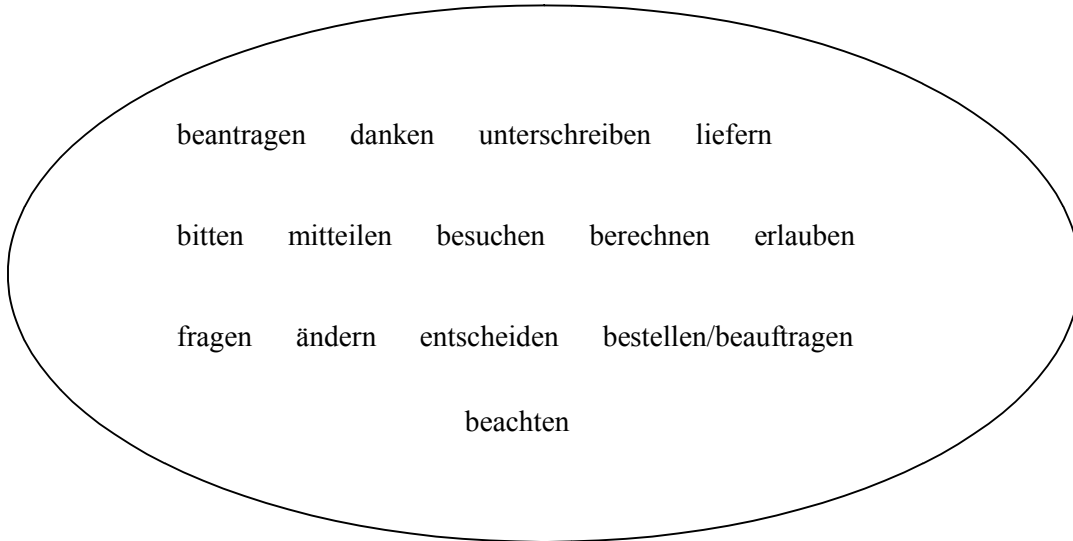 beantragen danken unterschreiben liefern
bitten mitteilen besuchen berechnen erlauben
fragen ändern entscheiden bestellen/beauftragen
beachten